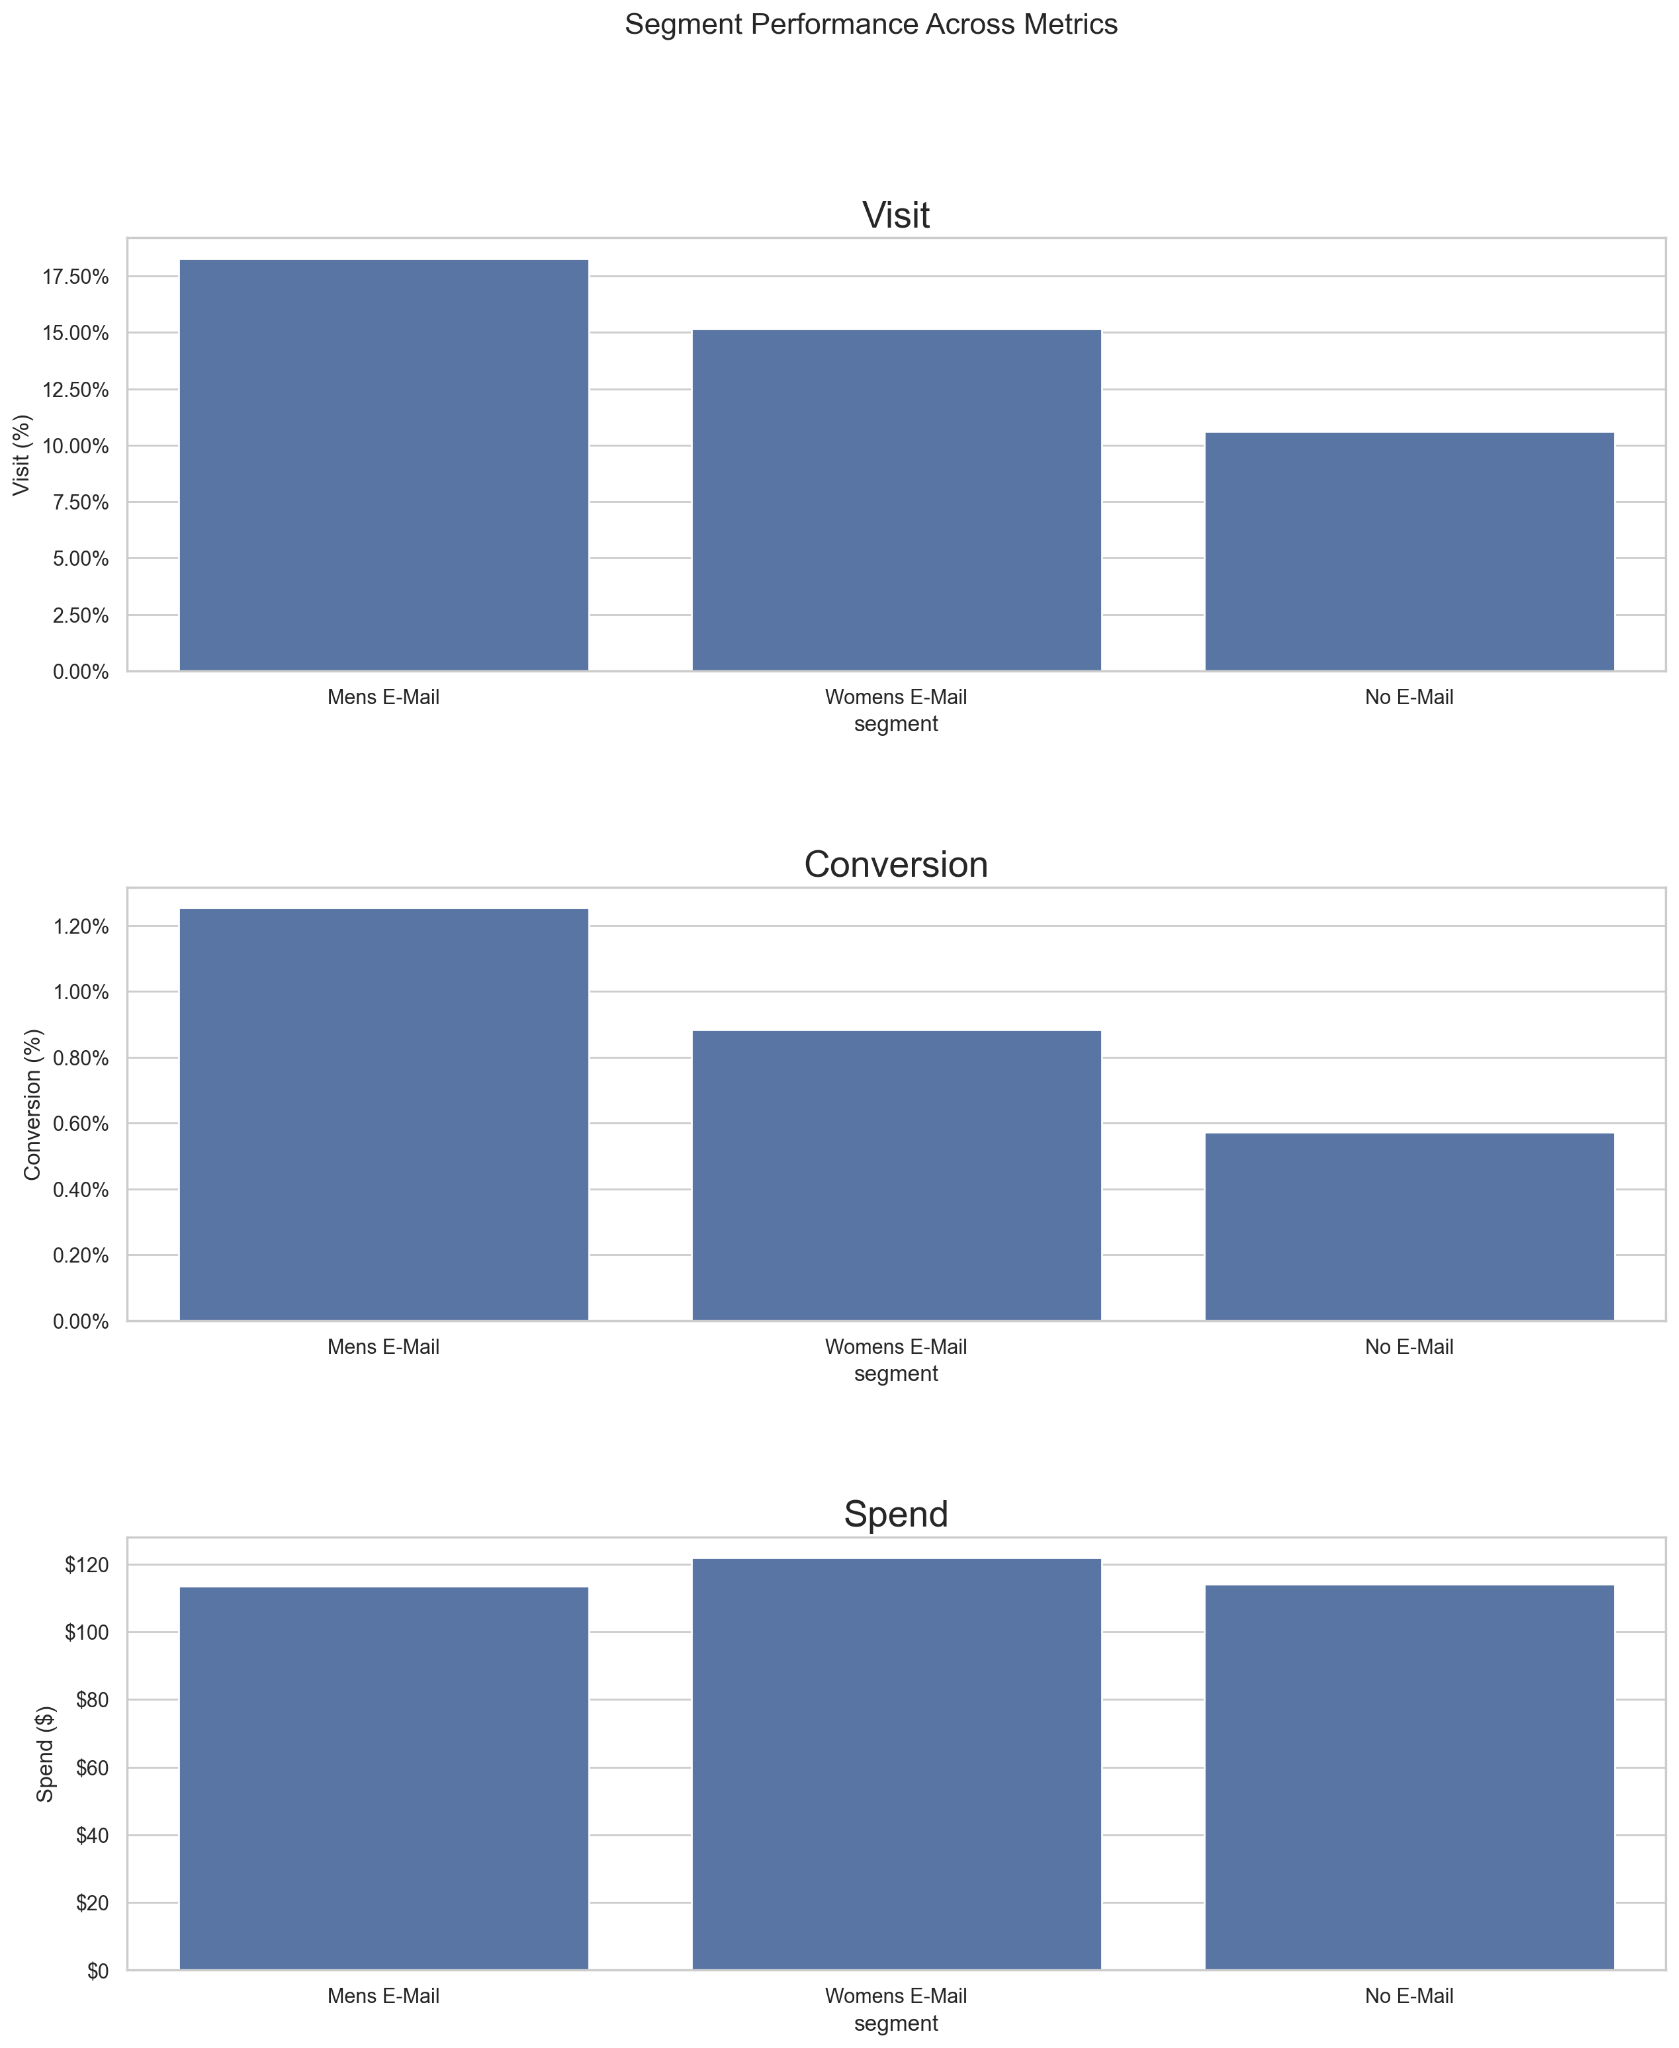 Segment Performance Across Metrics
Visit
17.50%
15.00%
12.50%
10.00%
7.50%
5.00%
2.50%
0.00%
Visit (%)
Mens E-Mail
Womens E-Mail
No E-Mail
segment
Conversion
1.20%
1.00%
0.80%
0.60%
0.40%
0.20%
0.00%
Conversion (%)
Mens E-Mail
Womens E-Mail
No E-Mail
segment
Spend
$120
$100
$80
$60
$40
$20
$0
Spend ($)
Mens E-Mail
Womens E-Mail
No E-Mail
segment